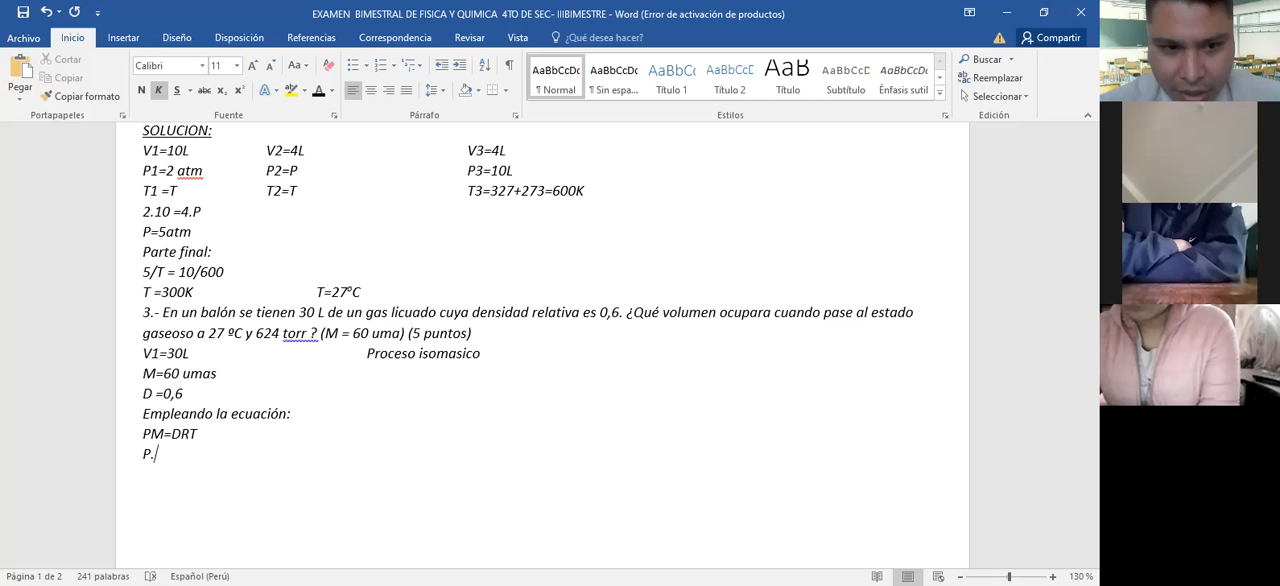 EXAMEN BIMESTRAL DE FISICA Y QUIMICA 4TO DE SEC- IIIBIMESTRE - Word (Error de activación de productos)
Archivo Inicio Insertar Diseño Disposición Referencias Correspondencia Revisar Vista ¿Qué desea hacer? Compartir
Pegar
Cortar
Copiar
Copiar formato
Portapapeles
Calibri 11
N K S abc x₂ x²
Fuente
Párrafo
AaBbCcDc AaBbCcDc AaBbCc AaBbCcD AaB AaBbCcD AaBbCcDc
¶ Normal ¶ Sin espa... Título 1 Título 2 Título Subtítulo Énfasis sutil
Estilos
Buscar
Reemplazar
Seleccionar
Edición
SOLUCION:
V1=10L V2=4L V3=4L
P1=2 atm P2=P P3=10L
T1 =T T2=T T3=327+273=600K
2.10 =4.P
P=5atm
Parte final:
5/T = 10/600
T =300K T=27ºC
3.- En un balón se tienen 30 L de un gas licuado cuya densidad relativa es 0,6. ¿Qué volumen ocupara cuando pase al estado
gaseoso a 27 ºC y 624 torr ? (M = 60 uma) (5 puntos)
V1=30L Proceso isomasico
M=60 umas
D =0,6
Empleando la ecuación:
PM=DRT
P.
Página 1 de 2 241 palabras Español (Perú) 130 %